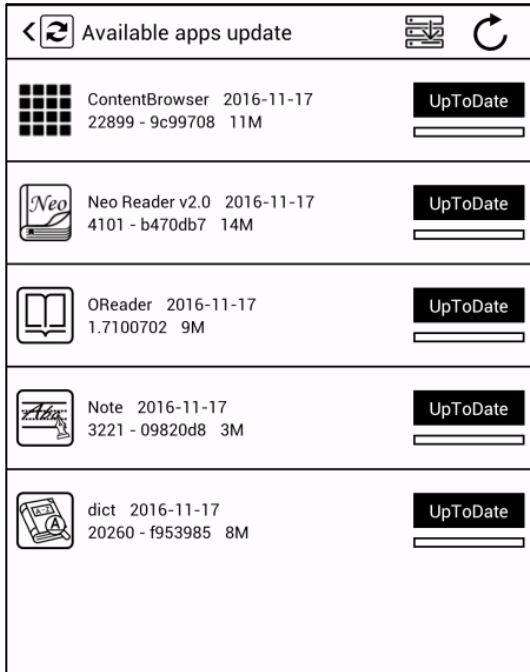 Available apps update
ContentBrowser 2016-11-17
22899 - 9c99708 11M
UpToDate
Neo
Neo Reader v2.0 2016-11-17
4101 - b470db7 14M
UpToDate
OReader 2016-11-17
1.7100702 9M
UpToDate
Abc
Note 2016-11-17
3221 - 09820d8 3M
UpToDate
A-Z
A
dict 2016-11-17
20260 - f953985 8M
UpToDate